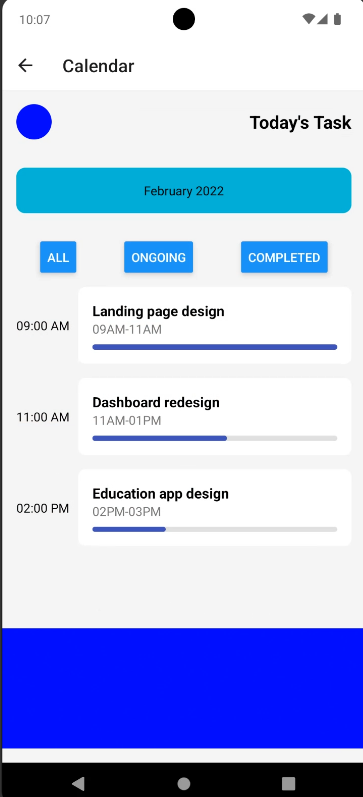 10:07
Calendar
Today's Task
February 2022
ALL
ONGOING
COMPLETED
09:00 AM
Landing page design
09AM-11AM
11:00 AM
Dashboard redesign
11AM-01PM
02:00 PM
Education app design
02PM-03PM